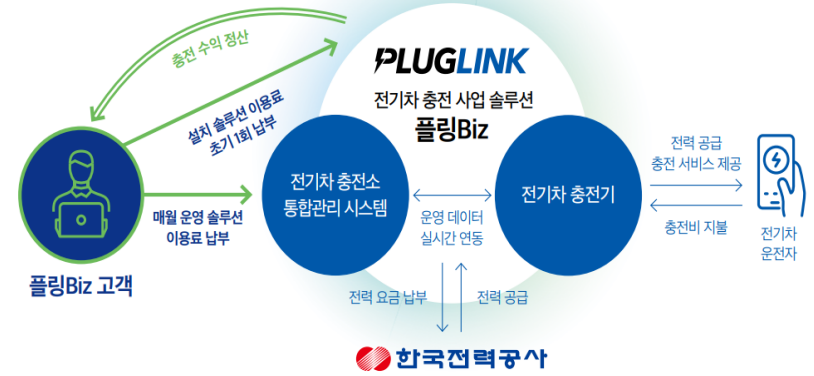 충전 수익 정산
설치 솔루션 이용료
초기 1회 납부
PLUGLINK
전기차 충전 사업 솔루션
플링Biz
전기차 충전소
통합관리 시스템
전기차 충전기
운영 데이터
실시간 연동
매월 운영 솔루션
이용료 납부
플링Biz 고객
전력 공급
충전 서비스 제공
충전비 지불
전기차
운전자
전력 요금 납부
전력 공급
한국전력공사